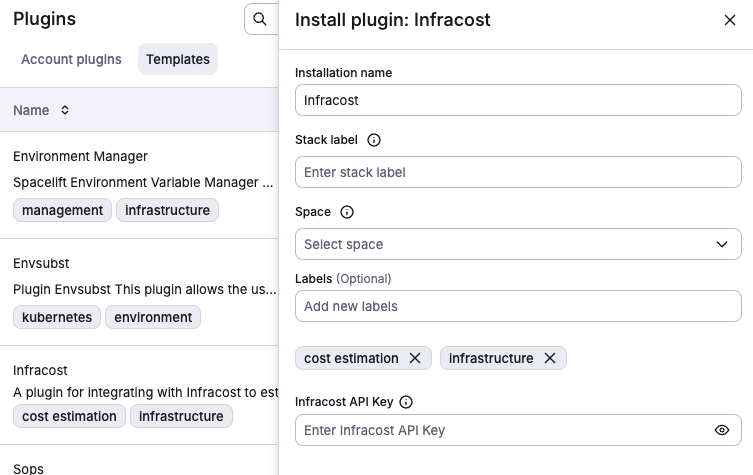 Plugins
Account plugins
Templates
Name
Environment Manager
Spacelift Environment Variable Manager ...
management
infrastructure
Envsubst
Plugin Envsubst This plugin allows the us...
kubernetes
environment
Infracost
A plugin for integrating with Infracost to est
cost estimation
infrastructure
Sops
Install plugin: Infracost
Installation name
Infracost
Stack label
Enter stack label
Space
Select space
Labels (Optional)
Add new labels
cost estimation
infrastructure
Infracost API Key
Enter Infracost API Key